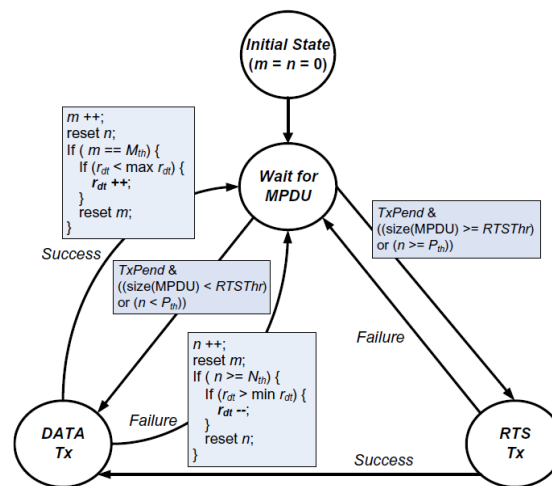 Initial State
(m = n = 0)
m ++;
reset n;
If ( m == Mth) {
If (rdt < max rdt) {
rdt ++;
}
reset m;
}
Success
Wait for
MPDU
TxPend &
((size(MPDU) >= RTSThr)
or (n >= Pth))
TxPend &
((size(MPDU) < RTSThr)
or (n < Pth))
n ++;
reset m;
If ( n >= Nth) {
If (rdt > min rdt) {
rdt --;
}
reset n;
}
Failure
Failure
DATA
Tx
RTS
Tx
Success